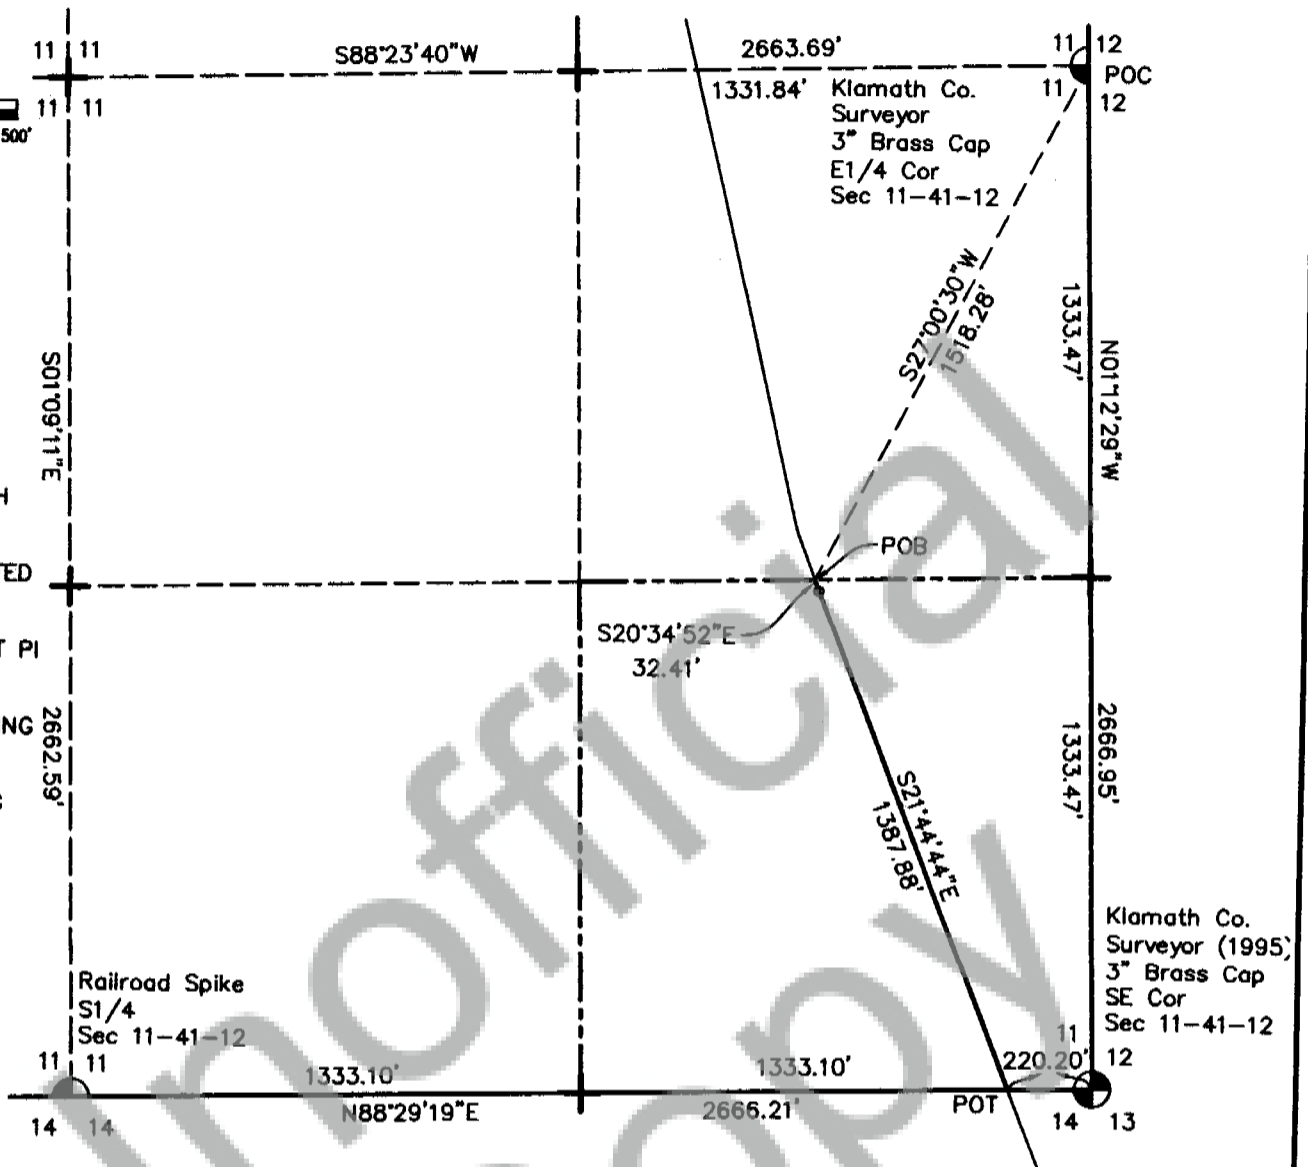 11 11
S88°23'40"W
2663.69'
11 12
1331.84'
POC
11 11
11
12
500'
Klamath Co.
Surveyor
3" Brass Cap
E1/4 Cor
Sec 11-41-12
S27°00'30"W
1518.28'
1333.47'
N01°12'29"W
S01°09'11"E
H
POB
TED
S20°34'52"E
32.41'
T PI
NG
2662.59'
2666.95'
1333.47'
S21°44'44"E
1387.88'
Klamath Co.
Surveyor (1995)
3" Brass Cap
SE Cor
Sec 11-41-12
Railroad Spike
S1/4
Sec 11-41-12
11 11
1333.10'
1333.10'
220.20'
11
12
N88°29'19"E
2666.21'
POT
14 14
14 13
Unofficial
Copy